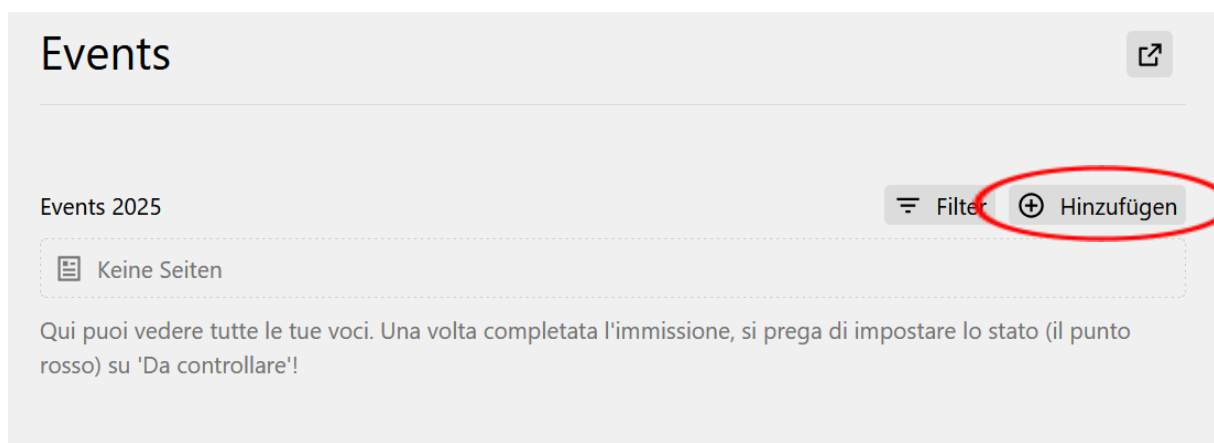 Events
Events 2025
Filter
Hinzufügen
Keine Seiten
Qui puoi vedere tutte le tue voci. Una volta completata l'immissione, si prega di impostare lo stato (il punto
rosso) su 'Da controllare'!